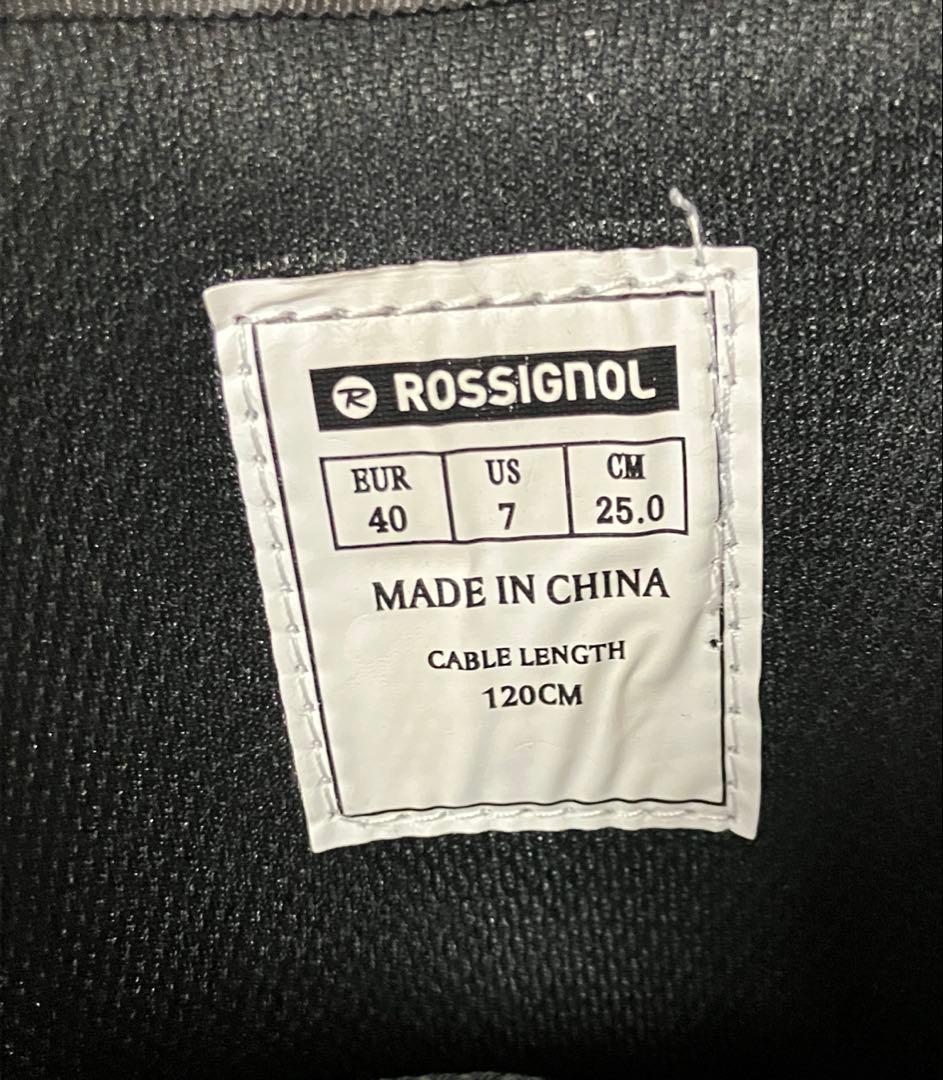 R ROSSIGNOL
EUR US CM
40 7 25.0
MADE IN CHINA
CABLE LENGTH
120CM